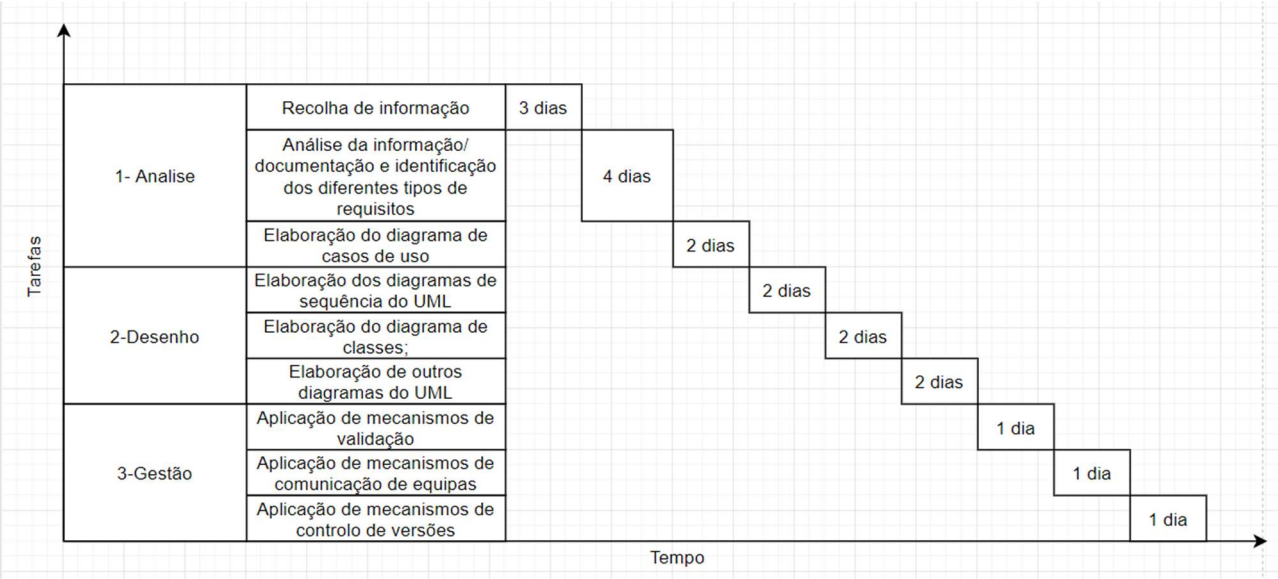 Tarefas
1- Analise
Recolha de informação
3 dias
Análise da informação/
documentação e identificação
dos diferentes tipos de
requisitos
4 dias
Elaboração do diagrama de
casos de uso
2 dias
2-Desenho
Elaboração dos diagramas de
sequência do UML
2 dias
Elaboração do diagrama de
classes;
2 dias
Elaboração de outros
diagramas do UML
2 dias
3-Gestão
Aplicação de mecanismos de
validação
1 dia
Aplicação de mecanismos de
comunicação de equipas
1 dia
Aplicação de mecanismos de
controlo de versões
1 dia
Tempo